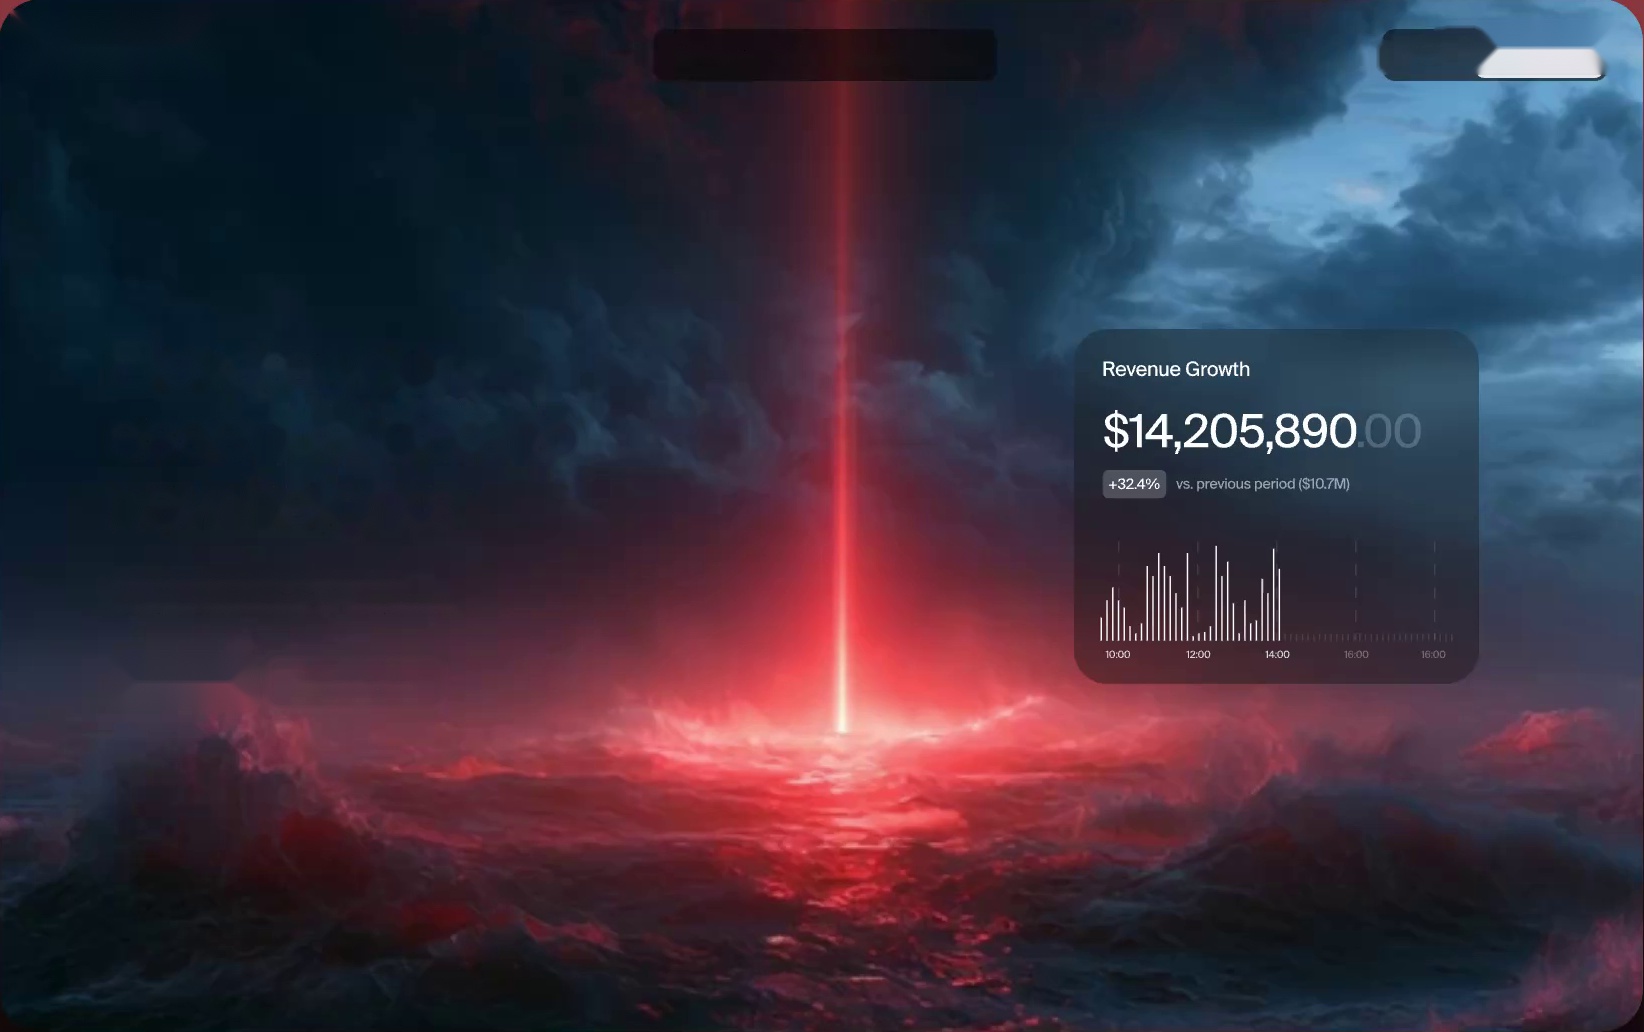 Revenue Growth
$14,205,890.00
+32.4% vs. previous period ($10.7M)
10:00 12:00 14:00 16:00 16:00